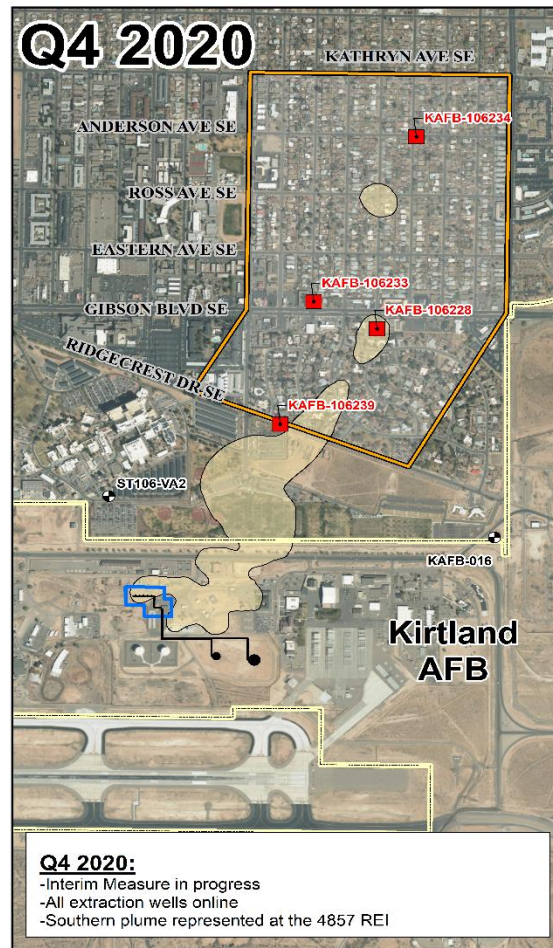 Q4 2020
KATHRYN AVE SE
KAFB-106234
ANDERSON AVE SE
ROSS AVE SE
EASTERN AVE SE
KAFB-106233
GIBSON BLVD SE
KAFB-106228
RIDGECREST DR SE
KAFB-106239
ST106-VA2
KAFB-016
Kirtland
AFB
Q4 2020:
-Interim Measure in progress
-All extraction wells online
-Southern plume represented at the 4857 REI